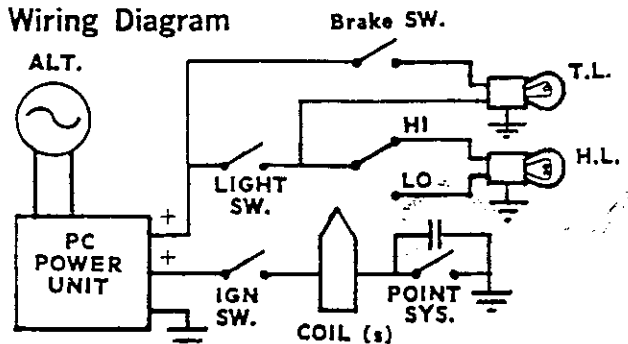 Wiring Diagram
Brake SW.
ALT.
T.L.
HI
H.L.
LIGHT
SW.
LO
+
+
PC
POWER
UNIT
IGN
SW.
POINT
SYS.
COIL (s)